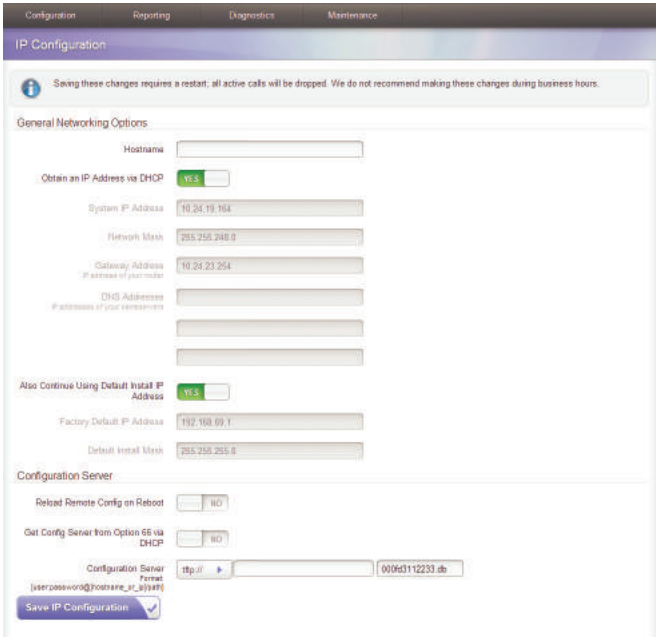 Configuration Reporting Diagnostics Maintenance
IP Configuration
Saving these changes requires a restart; all active calls will be dropped. We do not recommend making these changes during business hours.
General Networking Options
Hostname
Obtain an IP Address via DHCP YES
System IP Address 10.24.19.164
Network Mask 255.255.248.0
Gateway Address 10.24.23.254
IP address of your router
DNS Addresses
IP addresses of your nameservers
Also Continue Using Default Install IP
Address YES
Factory Default IP Address 192.168.69.1
Default Install Mask 255.255.255.0
Configuration Server
Reload Remote Config on Reboot NO
Get Config Server from Option 66 via
DHCP NO
Configuration Server tftp:// 000fd3112233.db
Format:
[user:password@]hostname_or_ip[/path]
Save IP Configuration